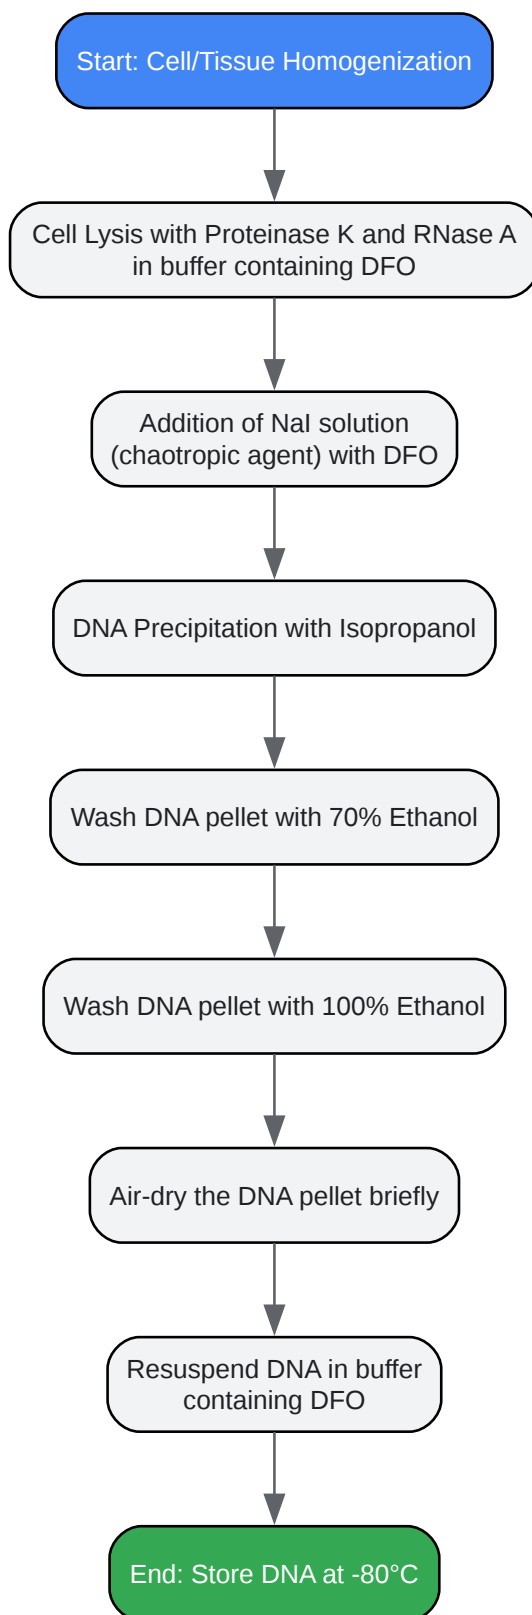 Start: Cell/Tissue Homogenization
Cell Lysis with Proteinase K and RNase A
in buffer containing DFO
Addition of NaI solution
(chaotropic agent) with DFO
DNA Precipitation with Isopropanol
Wash DNA pellet with 70% Ethanol
Wash DNA pellet with 100% Ethanol
Air-dry the DNA pellet briefly
Resuspend DNA in buffer
containing DFO
End: Store DNA at -80°C